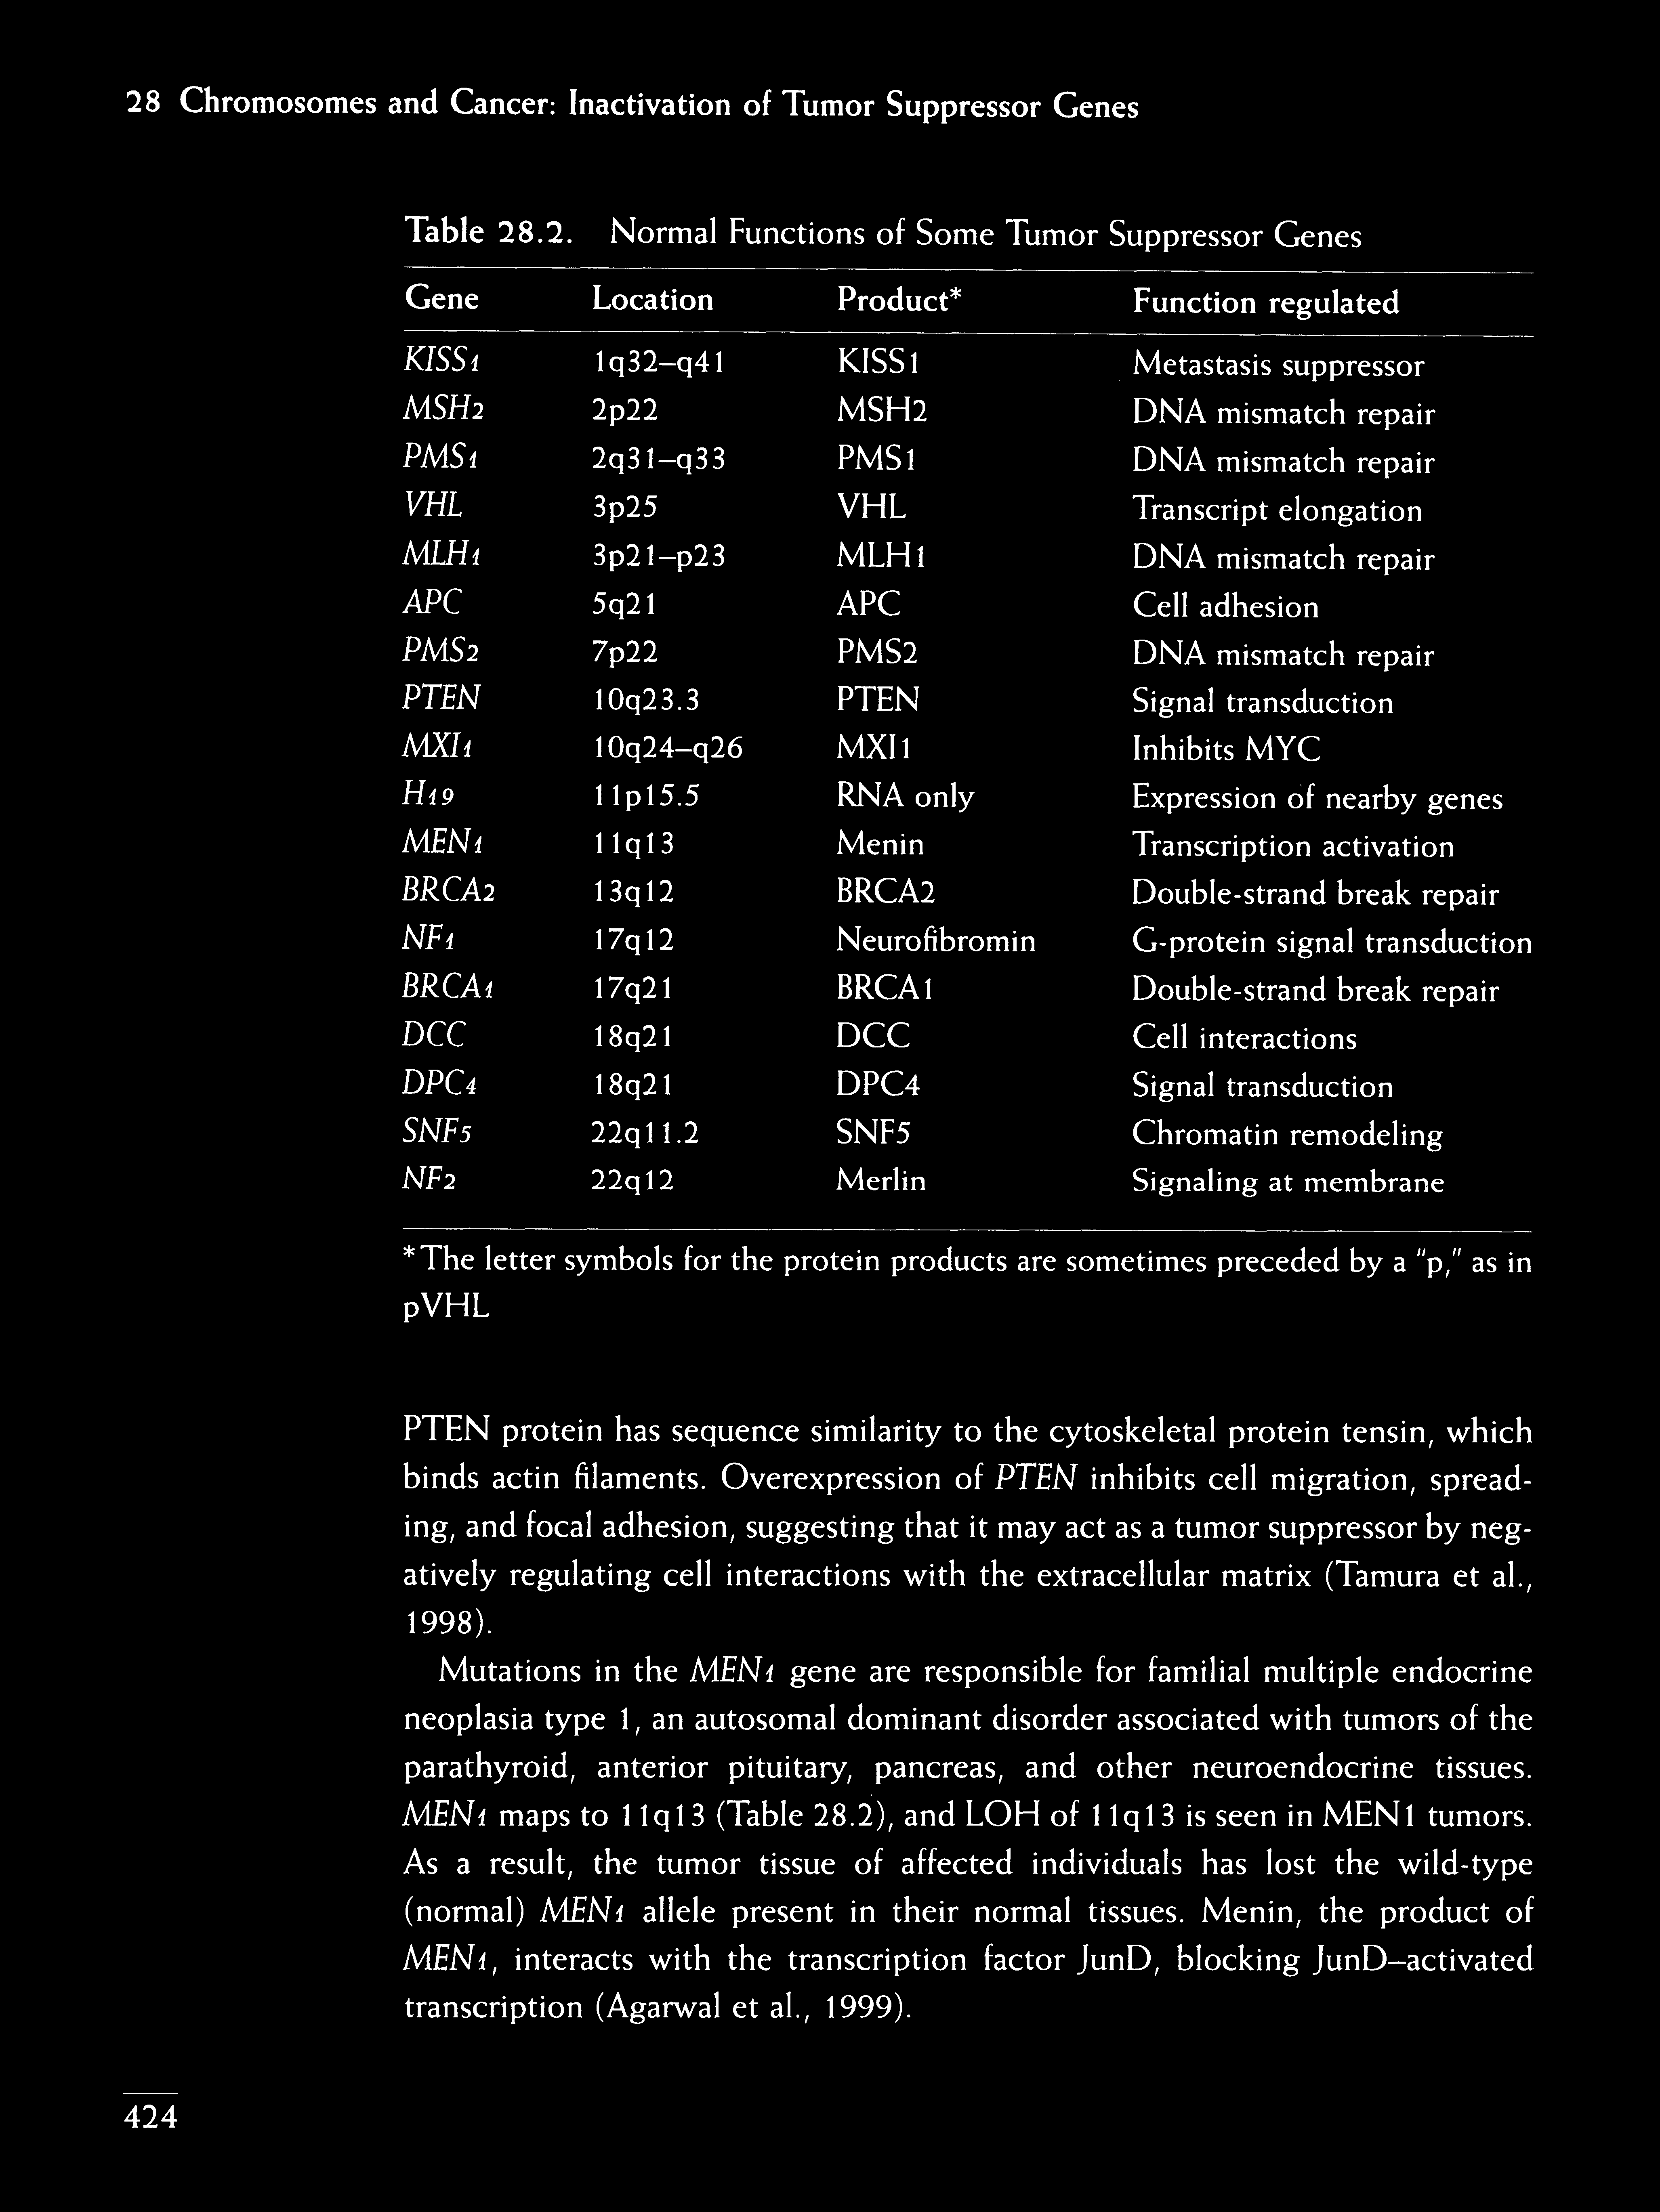 28 Chromosomes and Cancer: Inactivation of Tumor Suppressor Genes
Table 28.2. Normal Functions of Some Tumor Suppressor Genes
Gene Location Product* Function regulated
KISS1 1q32–q41 KISS1 Metastasis suppressor
MSH2 2p22 MSH2 DNA mismatch repair
PMS1 2q31–q33 PMS1 DNA mismatch repair
VHL 3p25 VHL Transcript elongation
MLH1 3p21–p23 MLH1 DNA mismatch repair
APC 5q21 APC Cell adhesion
PMS2 7p22 PMS2 DNA mismatch repair
PTEN 10q23.3 PTEN Signal transduction
MXI1 10q24–q26 MXI1 Inhibits MYC
H19 11p15.5 RNA only Expression of nearby genes
MEN1 11q13 Menin Transcription activation
BRCA2 13q12 BRCA2 Double-strand break repair
NF1 17q12 Neurofibromin G-protein signal transduction
BRCA1 17q21 BRCA1 Double-strand break repair
DCC 18q21 DCC Cell interactions
DPC4 18q21 DPC4 Signal transduction
SNF5 22q11.2 SNF5 Chromatin remodeling
NF2 22q12 Merlin Signaling at membrane
*The letter symbols for the protein products are sometimes preceded by a "p," as in
pVHL
PTEN protein has sequence similarity to the cytoskeletal protein tensin, which
binds actin filaments. Overexpression of PTEN inhibits cell migration, spread-
ing, and focal adhesion, suggesting that it may act as a tumor suppressor by neg-
atively regulating cell interactions with the extracellular matrix (Tamura et al.,
1998).
Mutations in the MEN1 gene are responsible for familial multiple endocrine
neoplasia type 1, an autosomal dominant disorder associated with tumors of the
parathyroid, anterior pituitary, pancreas, and other neuroendocrine tissues.
MEN1 maps to 11q13 (Table 28.2), and LOH of 11q13 is seen in MEN1 tumors.
As a result, the tumor tissue of affected individuals has lost the wild-type
(normal) MEN1 allele present in their normal tissues. Menin, the product of
MEN1, interacts with the transcription factor JunD, blocking JunD–activated
transcription (Agarwal et al., 1999).
424